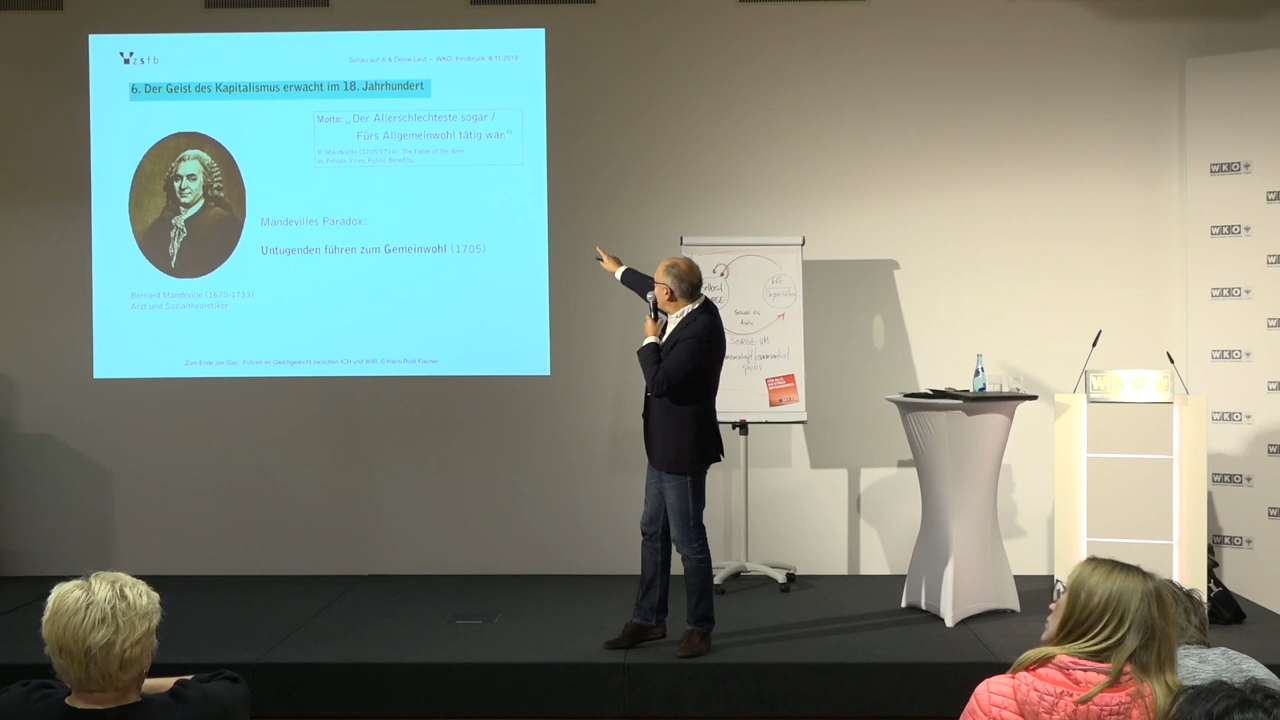 zsfb
Schau auf di & Deine Leut – WKO, Innsbruck, 8.11.2019
6. Der Geist des Kapitalismus erwacht im 18. Jahrhundert
Motto: „Der Allerschlechteste sogar /
Fürs Allgemeinwohl tätig war."
B. Mandeville (1705/1714): The Fable of the Bees:
or, Private Vices, Public Benefits.
Mandevilles Paradox:
Untugenden führen zum Gemeinwohl (1705)
Bernard Mandeville (1670-1733)
Arzt und Sozialtheoretiker
Zum Ende der Gier: Führen im Gleichgewicht zwischen ICH und WIR © Hans Rudi Fischer
Selbst
Organisation
SORGE UM
WKO
WKO
WKO
WKO
WKO
WKO
WKO
WKO